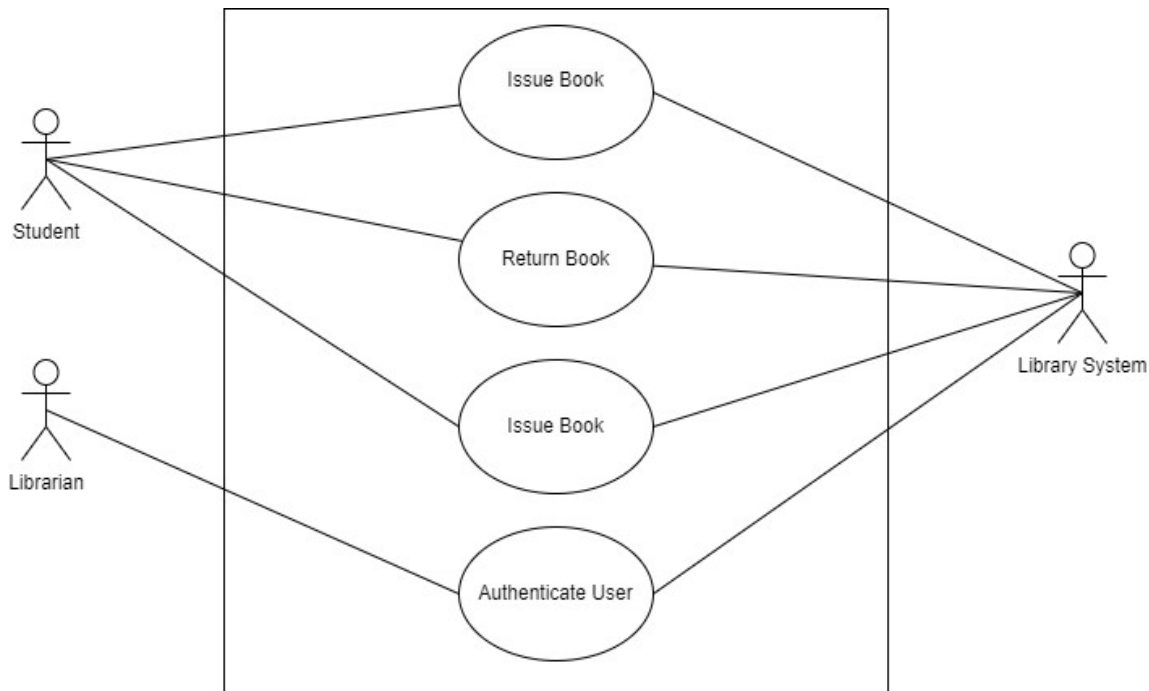 Issue Book
Student
Return Book
Library System
Issue Book
Librarian
Authenticate User